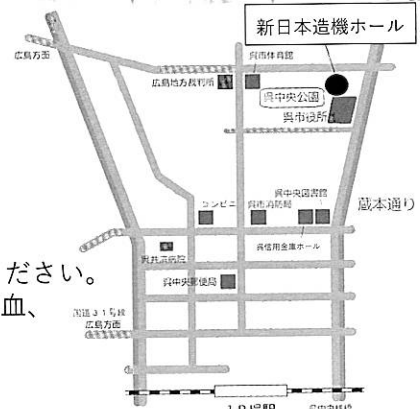 新日本造機ホール
広島方面
呉市体育館
広島地方裁判所
呉中央公園
呉市役所
コンビニ
呉市消防局
呉中央図書館
蔵本通り
呉信用金庫ホール
呉共済病院
ださい。
呉中央郵便局
血、
国道31号線
広島方面
JR呉駅